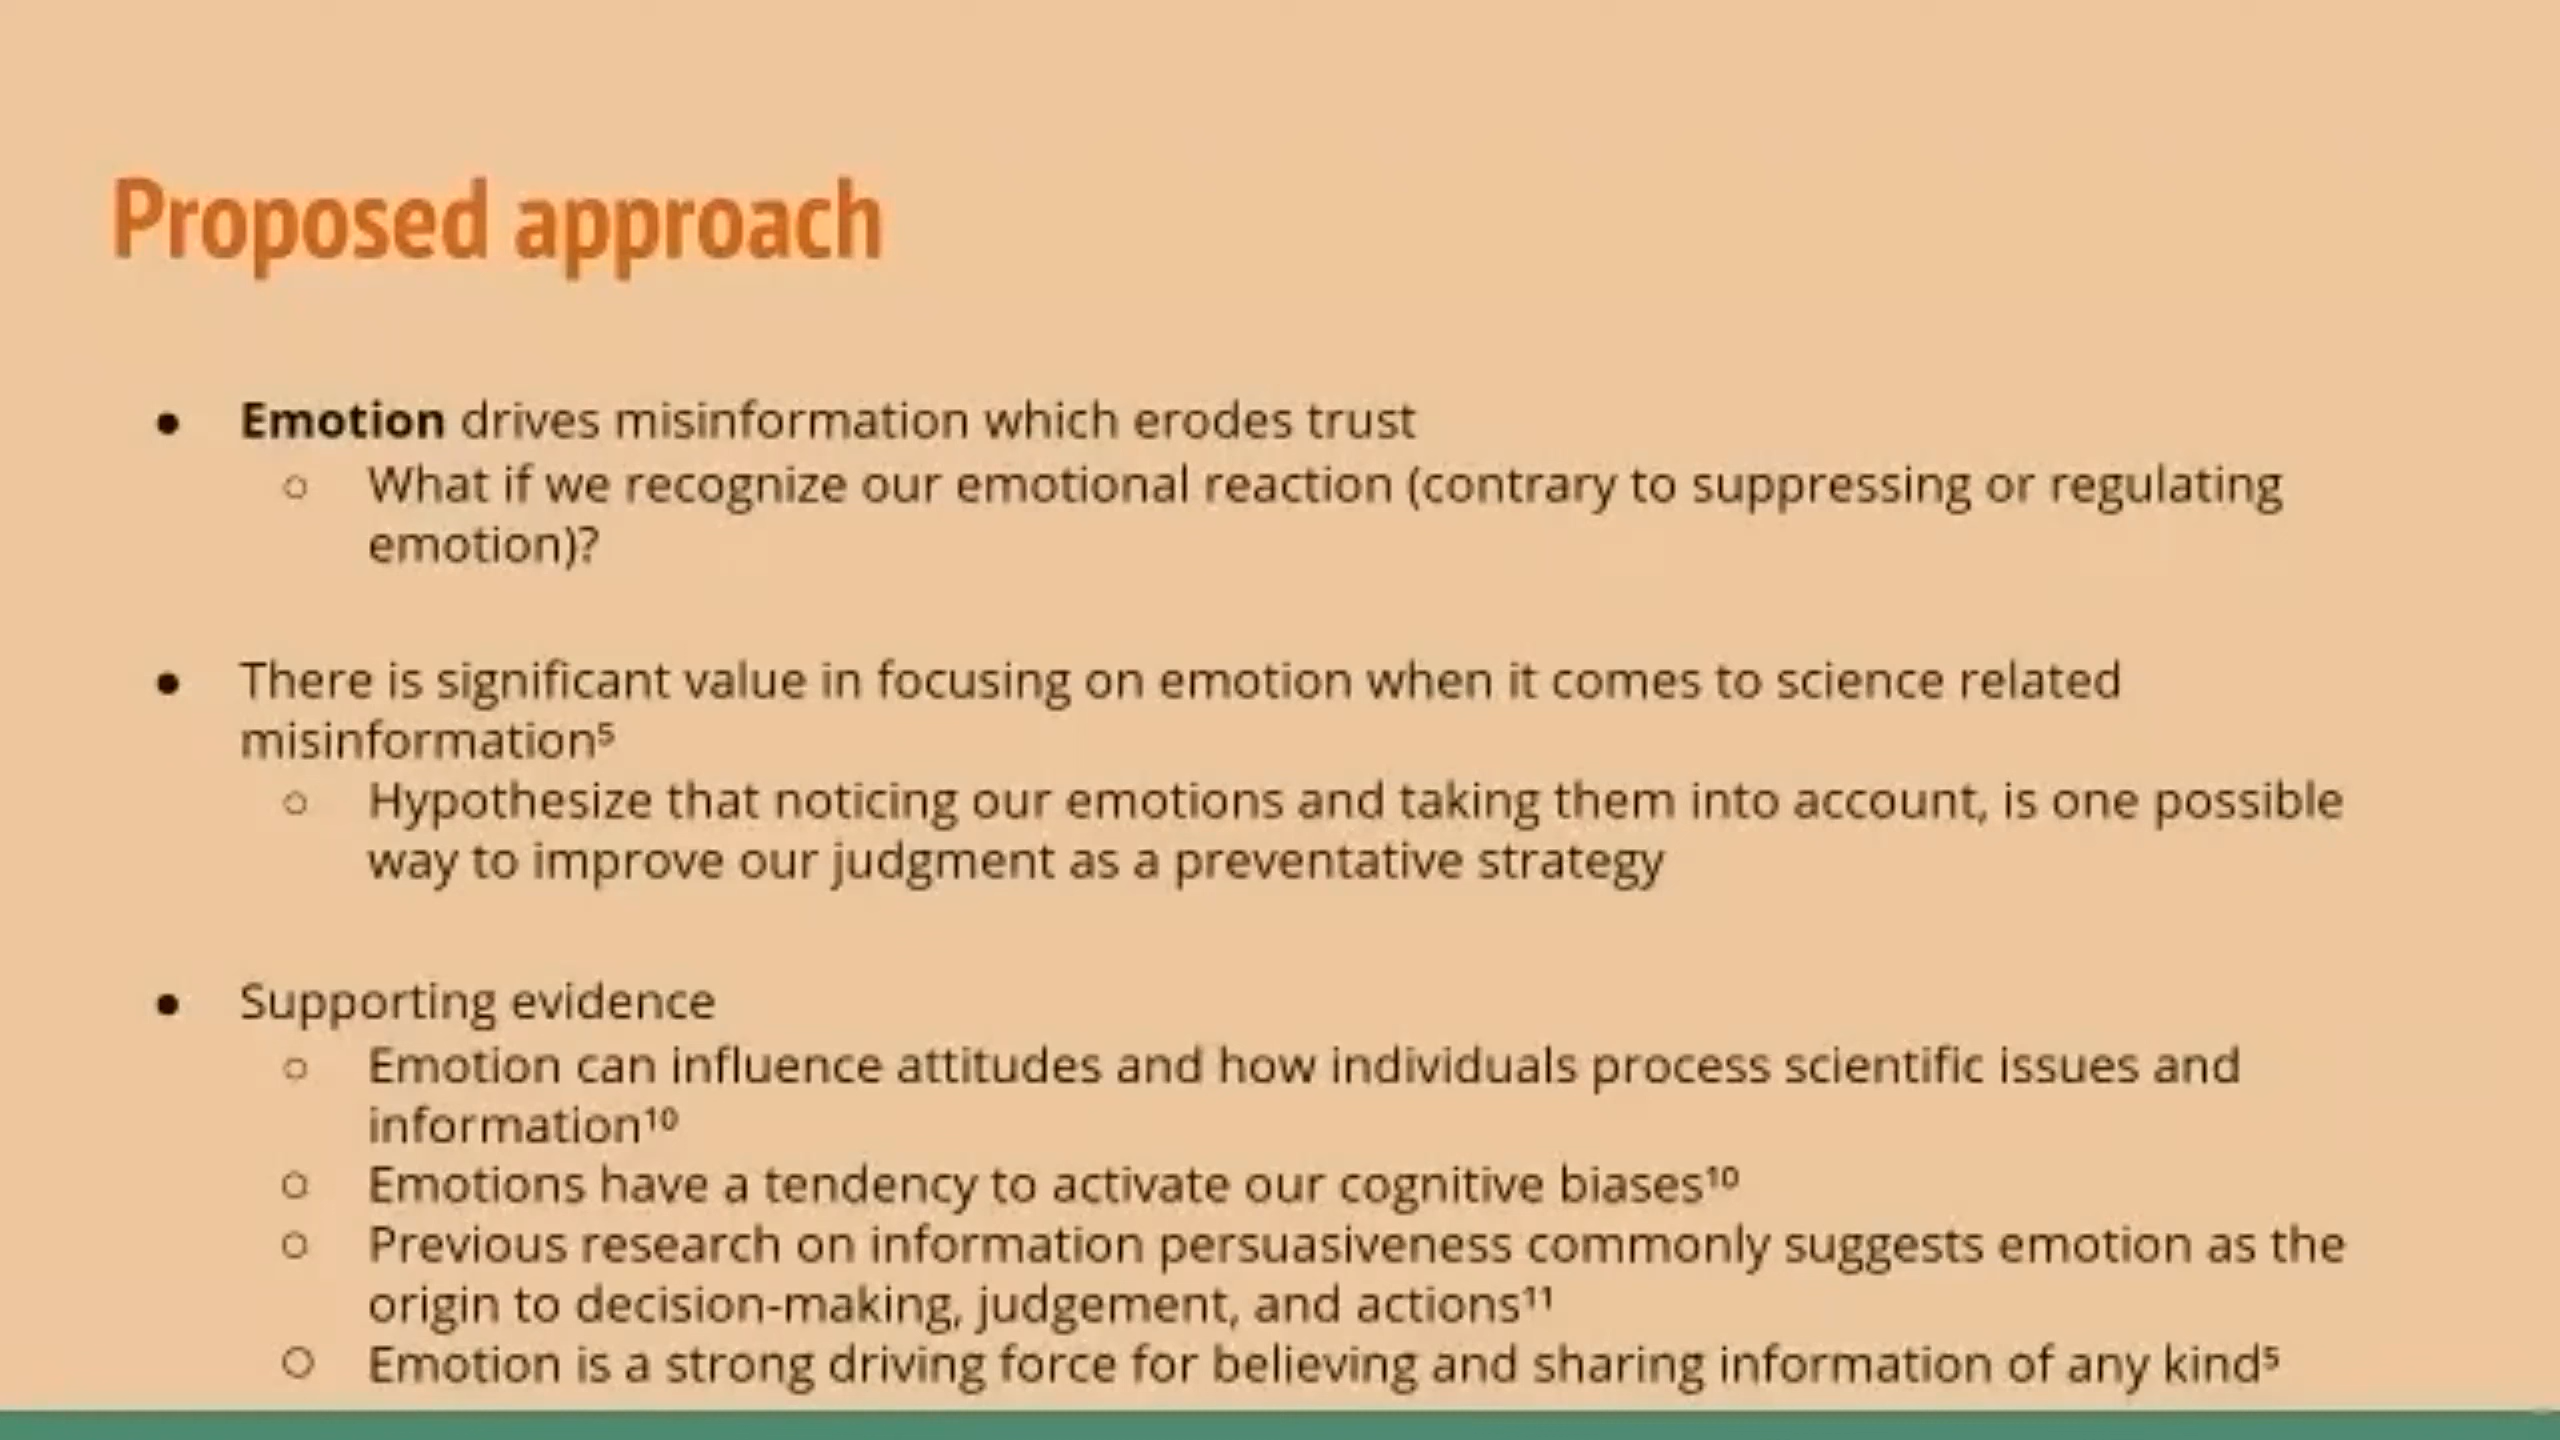 Proposed approach
● Emotion drives misinformation which erodes trust
○ What if we recognize our emotional reaction (contrary to suppressing or regulating
emotion)?
● There is significant value in focusing on emotion when it comes to science related
misinformation⁵
○ Hypothesize that noticing our emotions and taking them into account, is one possible
way to improve our judgment as a preventative strategy
● Supporting evidence
○ Emotion can influence attitudes and how individuals process scientific issues and
information¹⁰
○ Emotions have a tendency to activate our cognitive biases¹⁰
○ Previous research on information persuasiveness commonly suggests emotion as the
origin to decision-making, judgement, and actions¹¹
○ Emotion is a strong driving force for believing and sharing information of any kind⁵